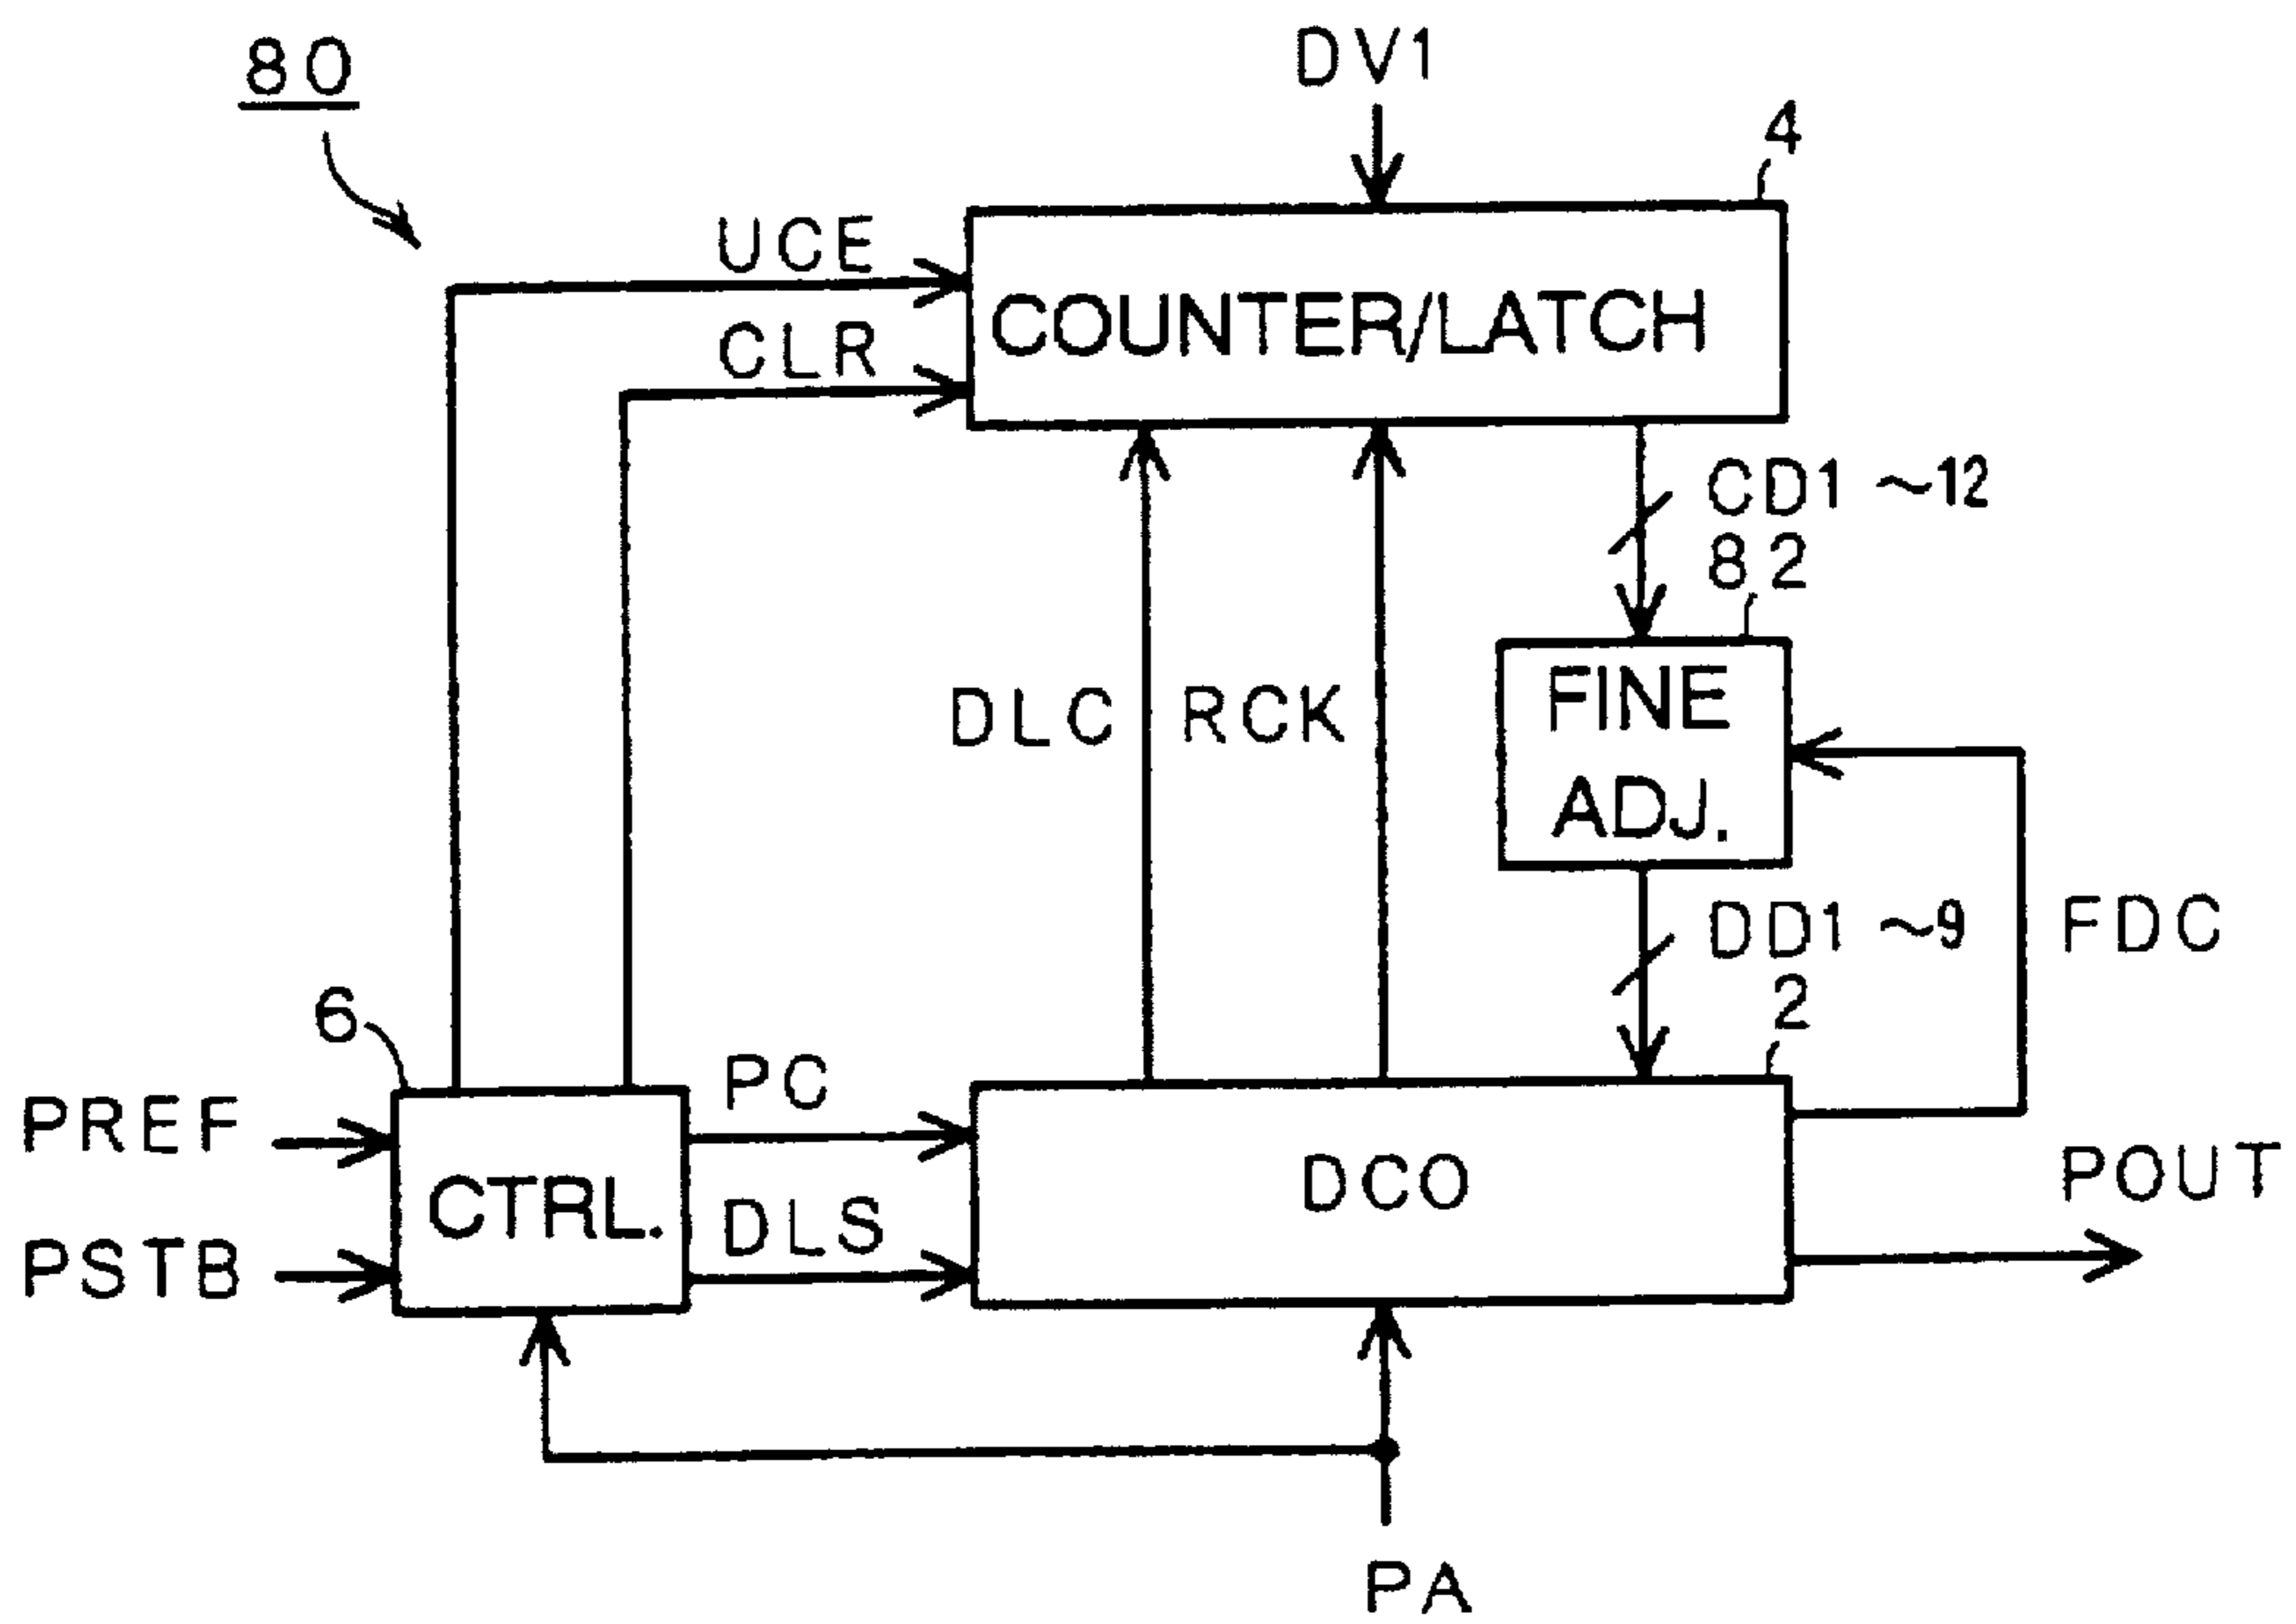 80
DV1
4
UCE
COUNTER/LATCH
CLR
CD1 ~12
82
DLC
RCK
FINE
ADJ.
DD1 ~9
FDC
2
6
PC
PREF
CTRL.
DCO
POUT
DLS
PSTB
PA